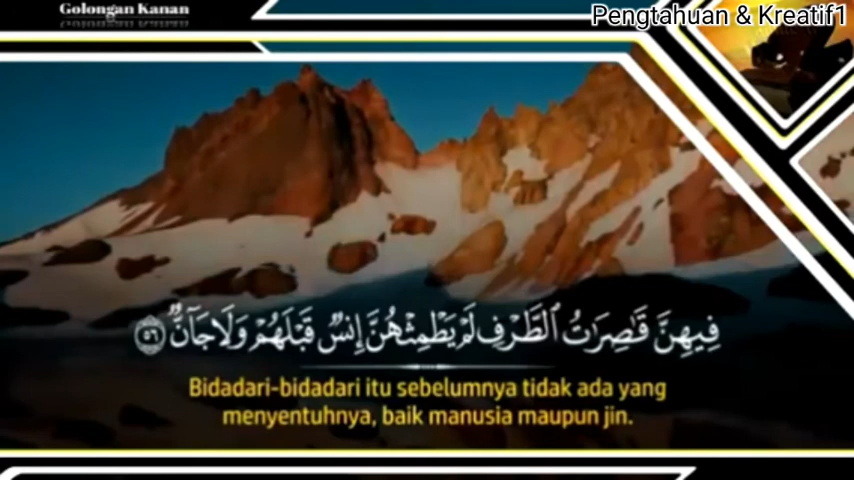 Golongan Kanan
Pengtahuan & Kreatif1
فِيهِنَّ قَٰصِرَٰتُ ٱلطَّرْفِ لَمْ يَطْمِثْهُنَّ إِنسٌ قَبْلَهُمْ وَلَا جَآنٌّ ٥٦
Bidadari-bidadari itu sebelumnya tidak ada yang
menyentuhnya, baik manusia maupun jin.